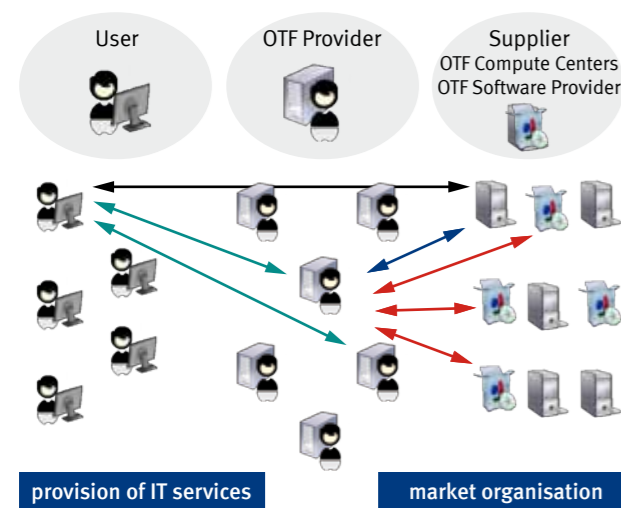 User
OTF Provider
Supplier
OTF Compute Centers
OTF Software Provider
provision of IT services
market organisation